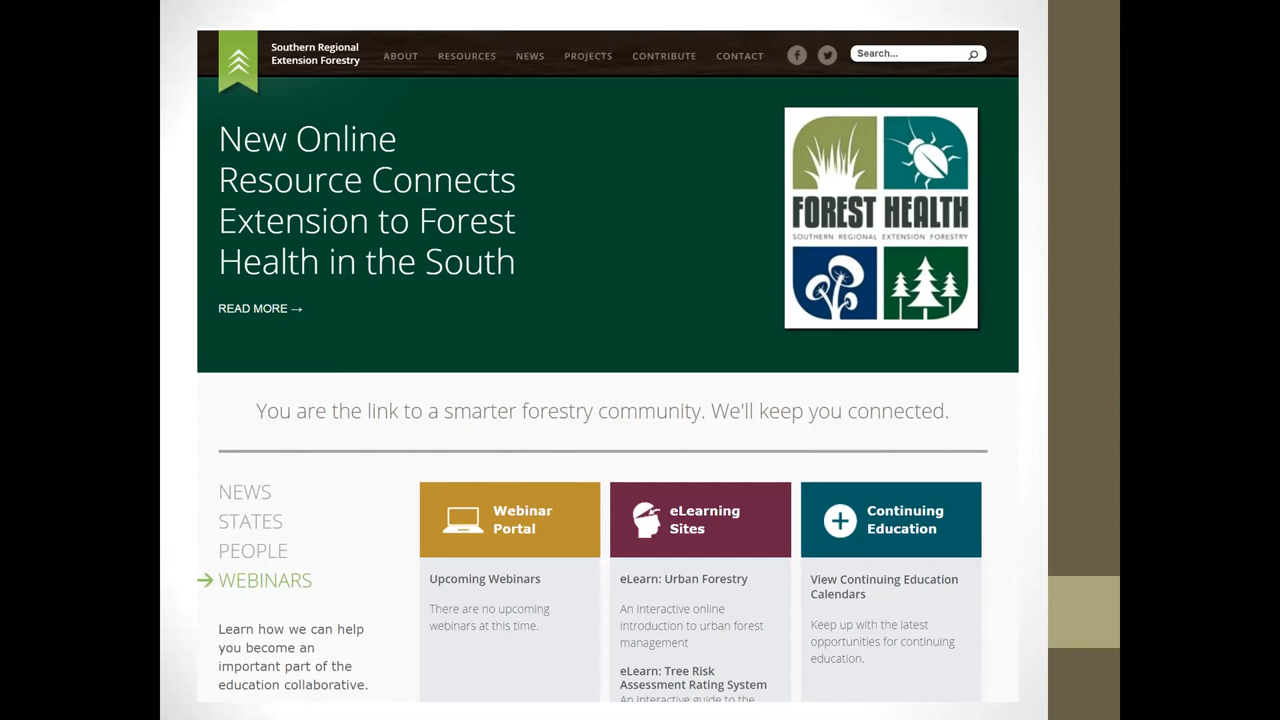 Southern Regional
Extension Forestry
ABOUT
RESOURCES
NEWS
PROJECTS
CONTRIBUTE
CONTACT
Search...
New Online
Resource Connects
Extension to Forest
Health in the South
READ MORE →
FOREST HEALTH
SOUTHERN REGIONAL EXTENSION FORESTRY
You are the link to a smarter forestry community. We'll keep you connected.
NEWS
STATES
PEOPLE
WEBINARS
Learn how we can help
you become an
important part of the
education collaborative.
Webinar
Portal
Upcoming Webinars
There are no upcoming
webinars at this time.
eLearning
Sites
eLearn: Urban Forestry
An interactive online
introduction to urban forest
management
eLearn: Tree Risk
Assessment Rating System
An interactive guide to the
Continuing
Education
View Continuing Education
Calendars
Keep up with the latest
opportunities for continuing
education.